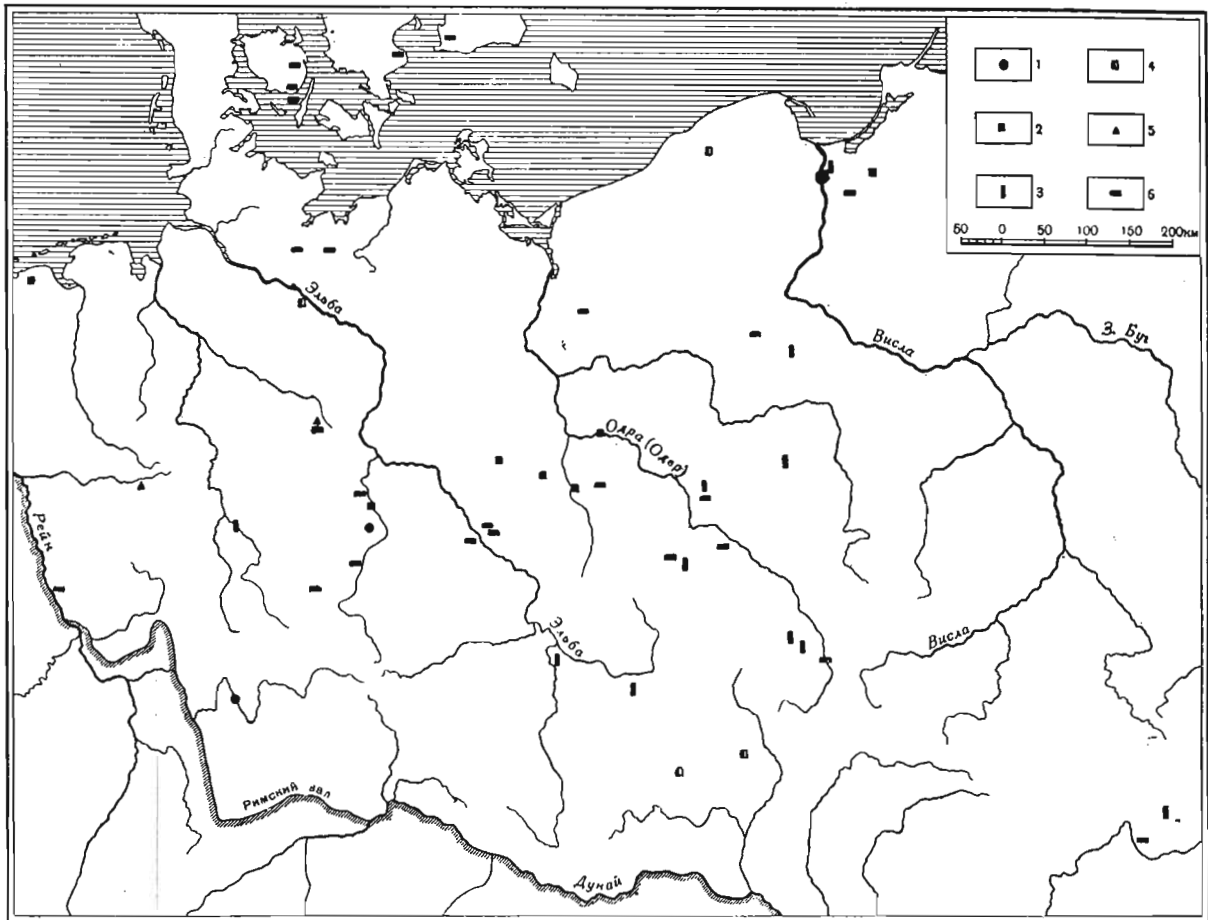 1
4
2
5
3
6
50 0 50 100 150 200км
Эльба
Висла
З. Буг
Одра (Одер)
Рейн
Эльба
Висла
Римский вал
Дунай